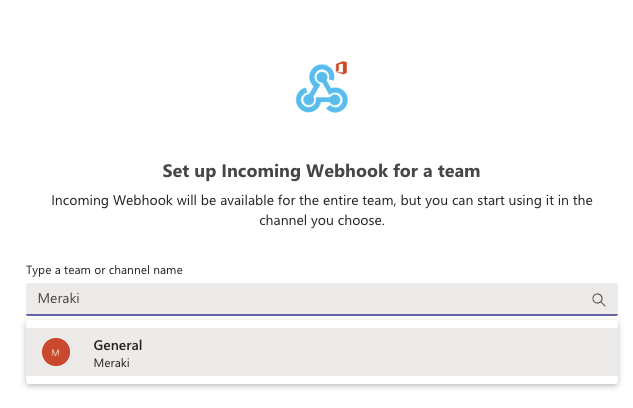 Set up Incoming Webhook for a team
Incoming Webhook will be available for the entire team, but you can start using it in the
channel you choose.
Type a team or channel name
Meraki
M
General
Meraki